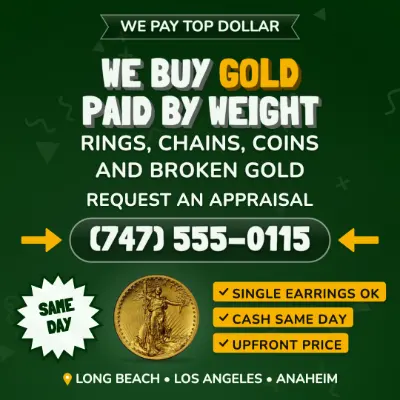 WE PAY TOP DOLLAR
WE BUY GOLD
PAID BY WEIGHT
RINGS, CHAINS, COINS
AND BROKEN GOLD
REQUEST AN APPRAISAL
(747) 555-0115
SAME
DAY
SINGLE EARRINGS OK
CASH SAME DAY
UPFRONT PRICE
LONG BEACH • LOS ANGELES • ANAHEIM